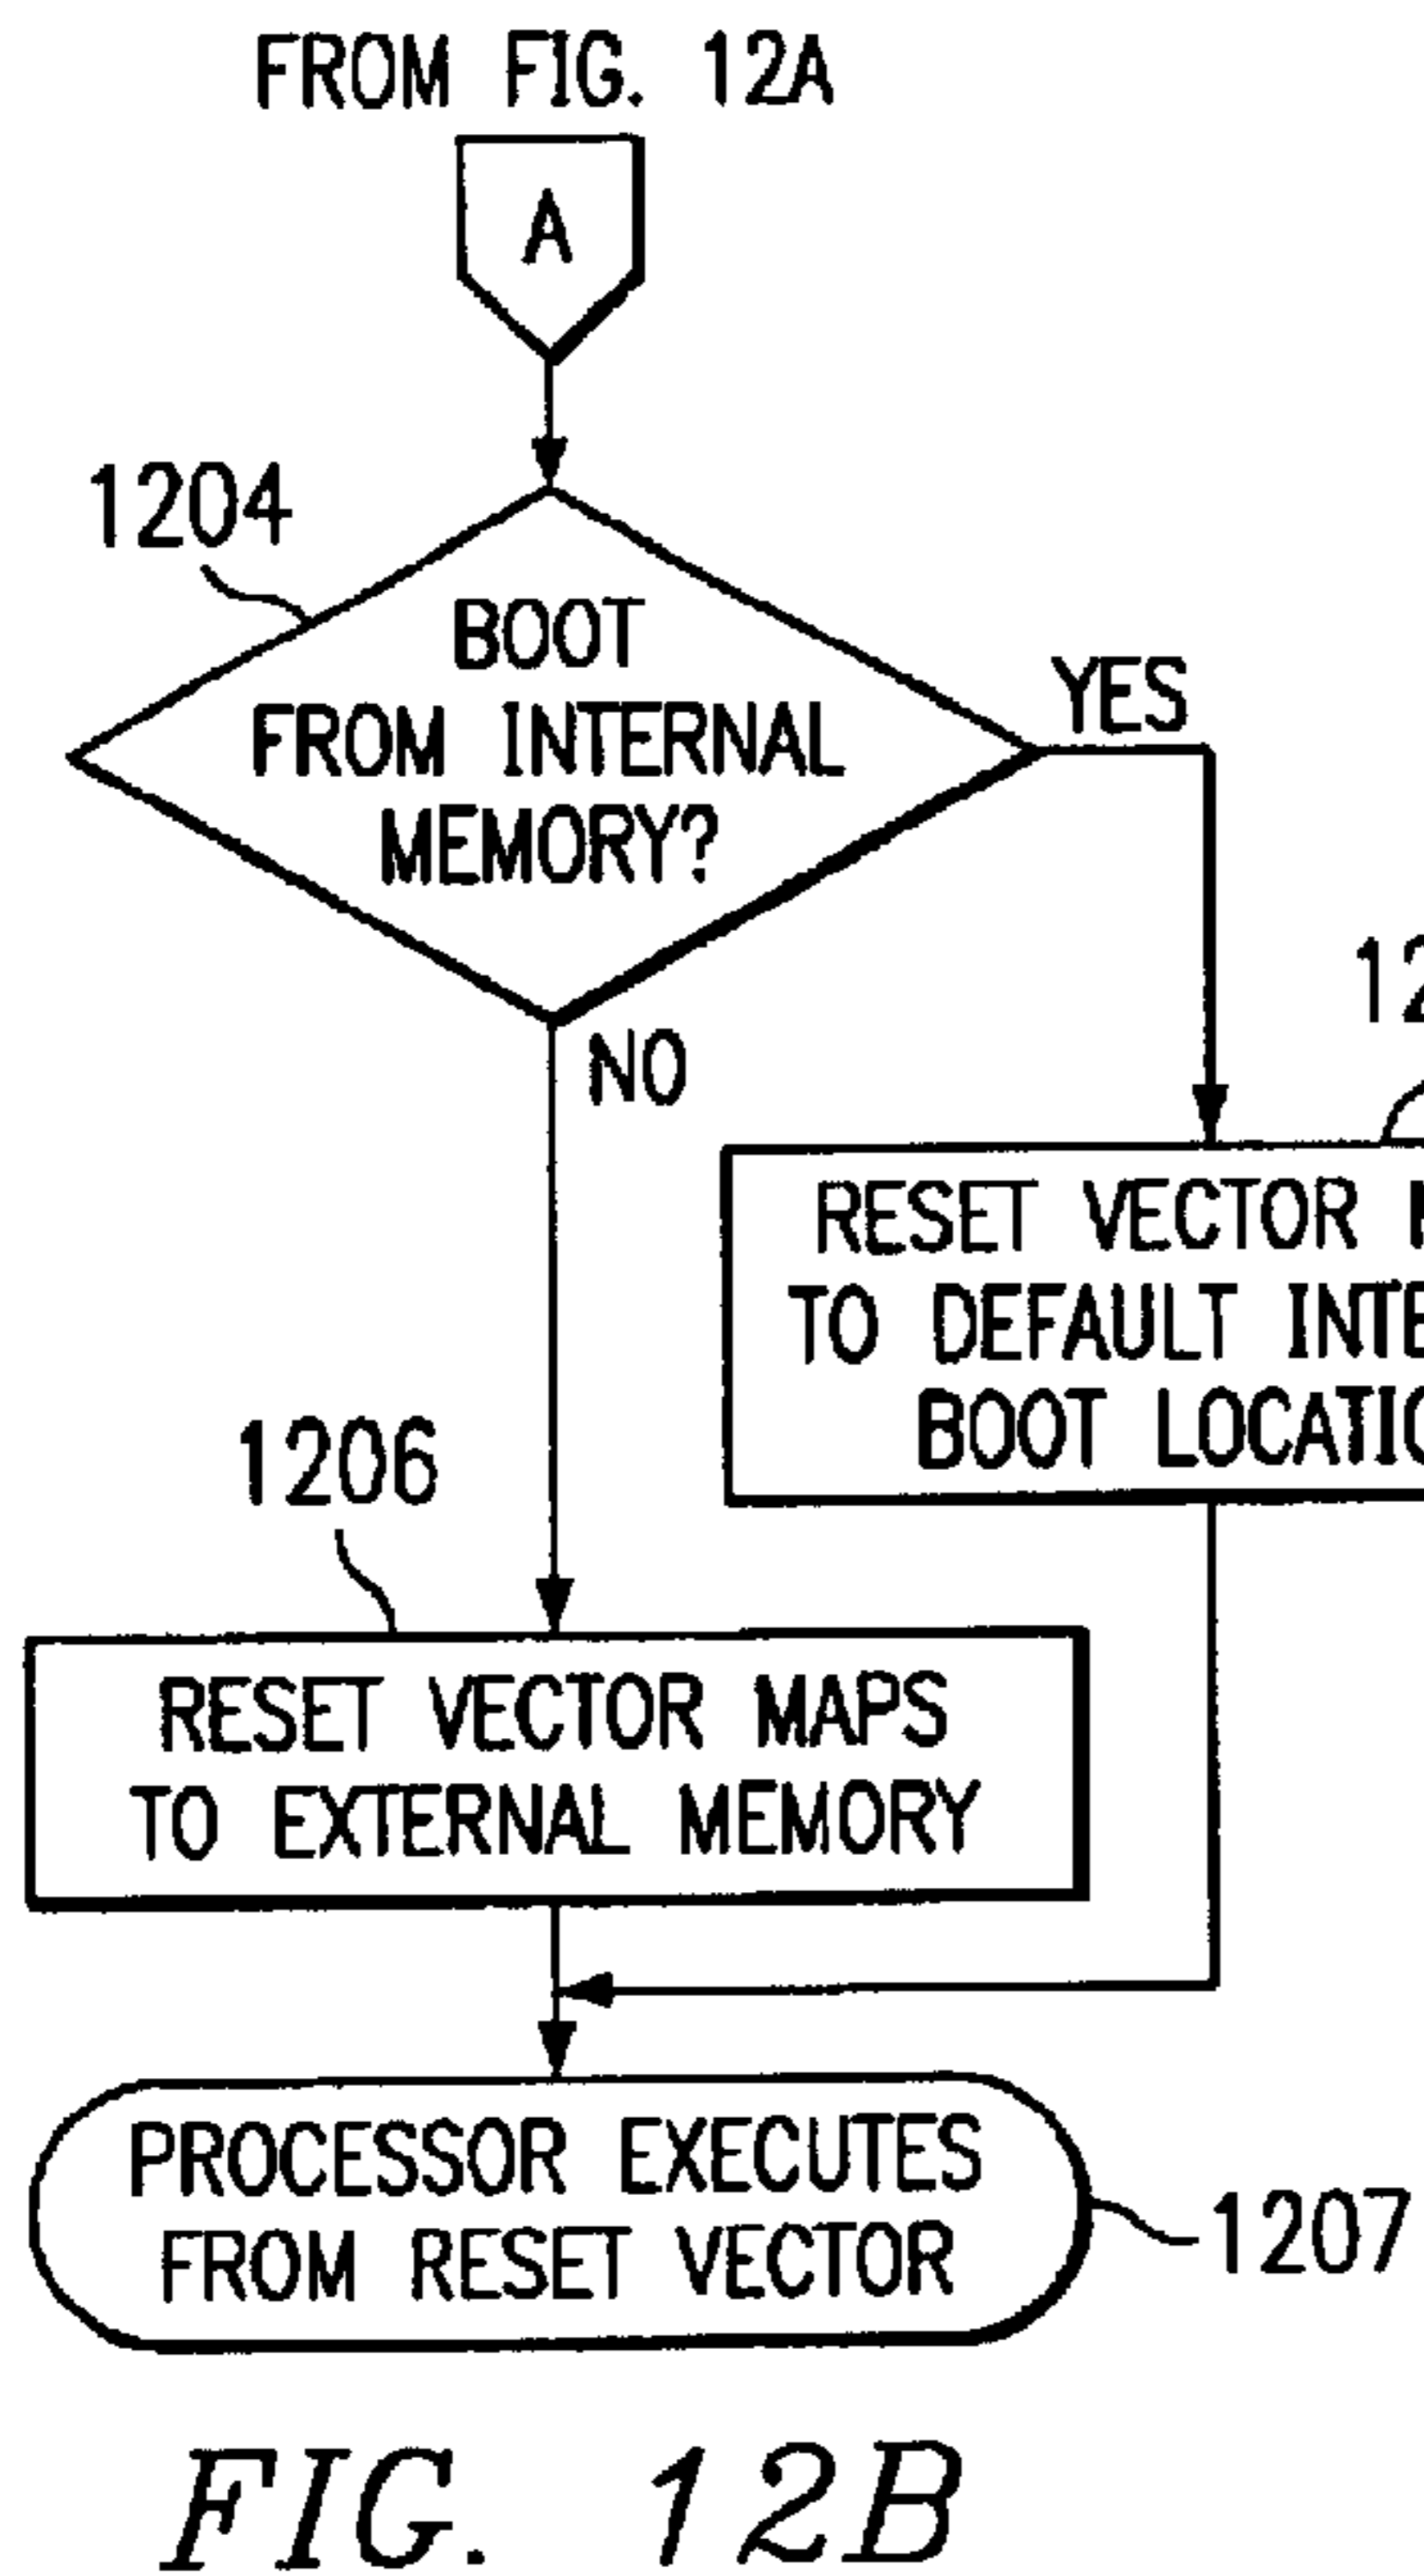 FROM FIG. 12A
A
1204
BOOT
FROM INTERNAL
MEMORY?
YES
NO
RESET VECTOR
TO DEFAULT
BOOT
1206
RESET VECTOR MAPS
TO EXTERNAL MEMORY
PROCESSOR EXECUTES
FROM RESET VECTOR
1207
FIG. 12B